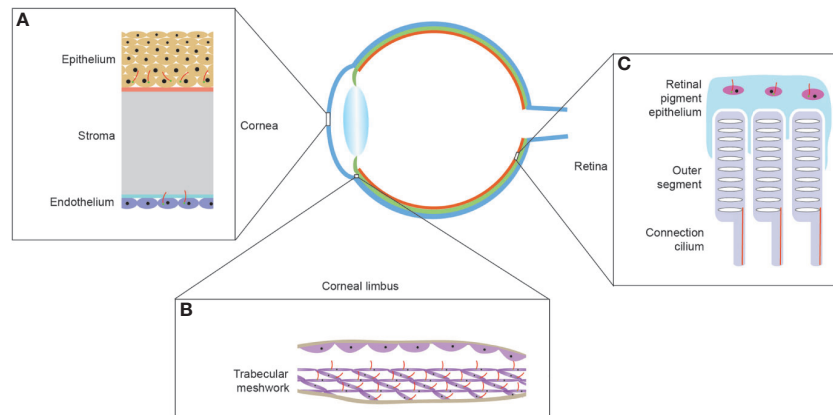 A
Epithelium
Stroma
Endothelium
Cornea
C
Retinal
pigment
epithelium
Outer
segment
Connection
cilium
Retina
Corneal limbus
B
Trabecular
meshwork